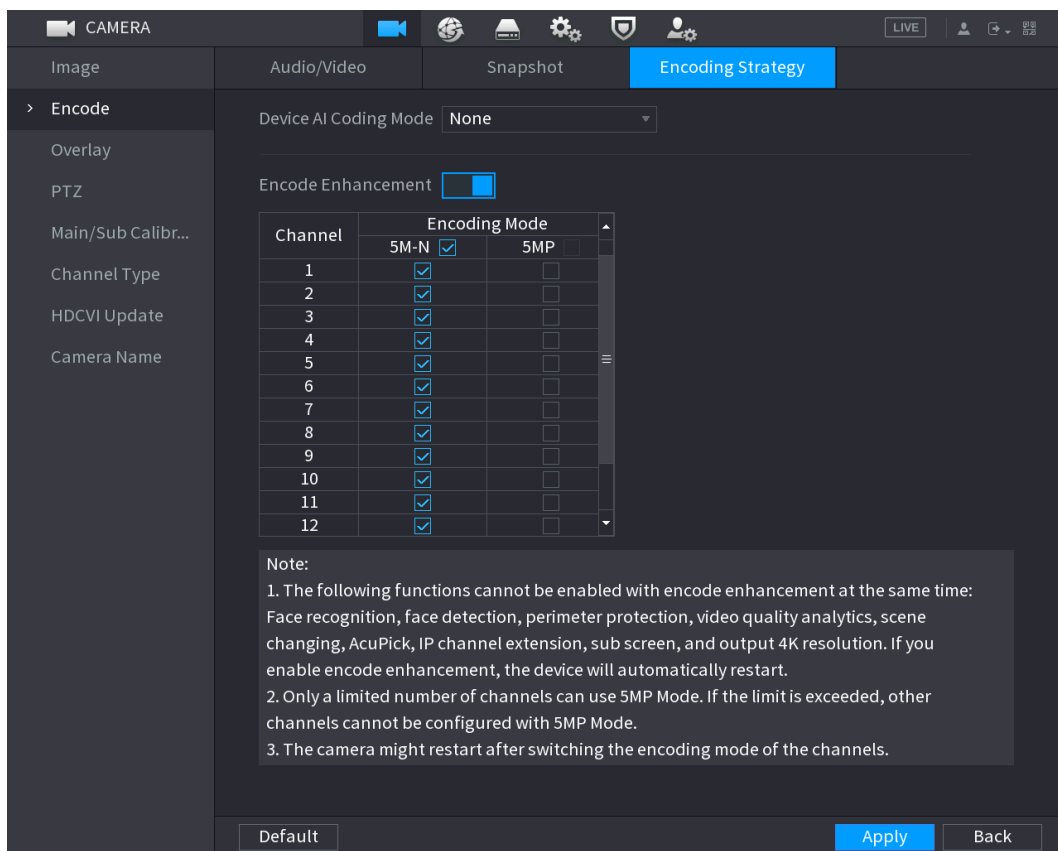 CAMERA
LIVE
Image
Audio/Video
Snapshot
Encoding Strategy
Encode
Overlay
PTZ
Main/Sub Calibr...
Channel Type
HDCVI Update
Camera Name
Device AI Coding Mode None
Encode Enhancement
Channel
Encoding Mode
5M-N
5MP
1
2
3
4
5
6
7
8
9
10
11
12
Note:
1. The following functions cannot be enabled with encode enhancement at the same time:
Face recognition, face detection, perimeter protection, video quality analytics, scene
changing, AcuPick, IP channel extension, sub screen, and output 4K resolution. If you
enable encode enhancement, the device will automatically restart.
2. Only a limited number of channels can use 5MP Mode. If the limit is exceeded, other
channels cannot be configured with 5MP Mode.
3. The camera might restart after switching the encoding mode of the channels.
Default
Apply
Back